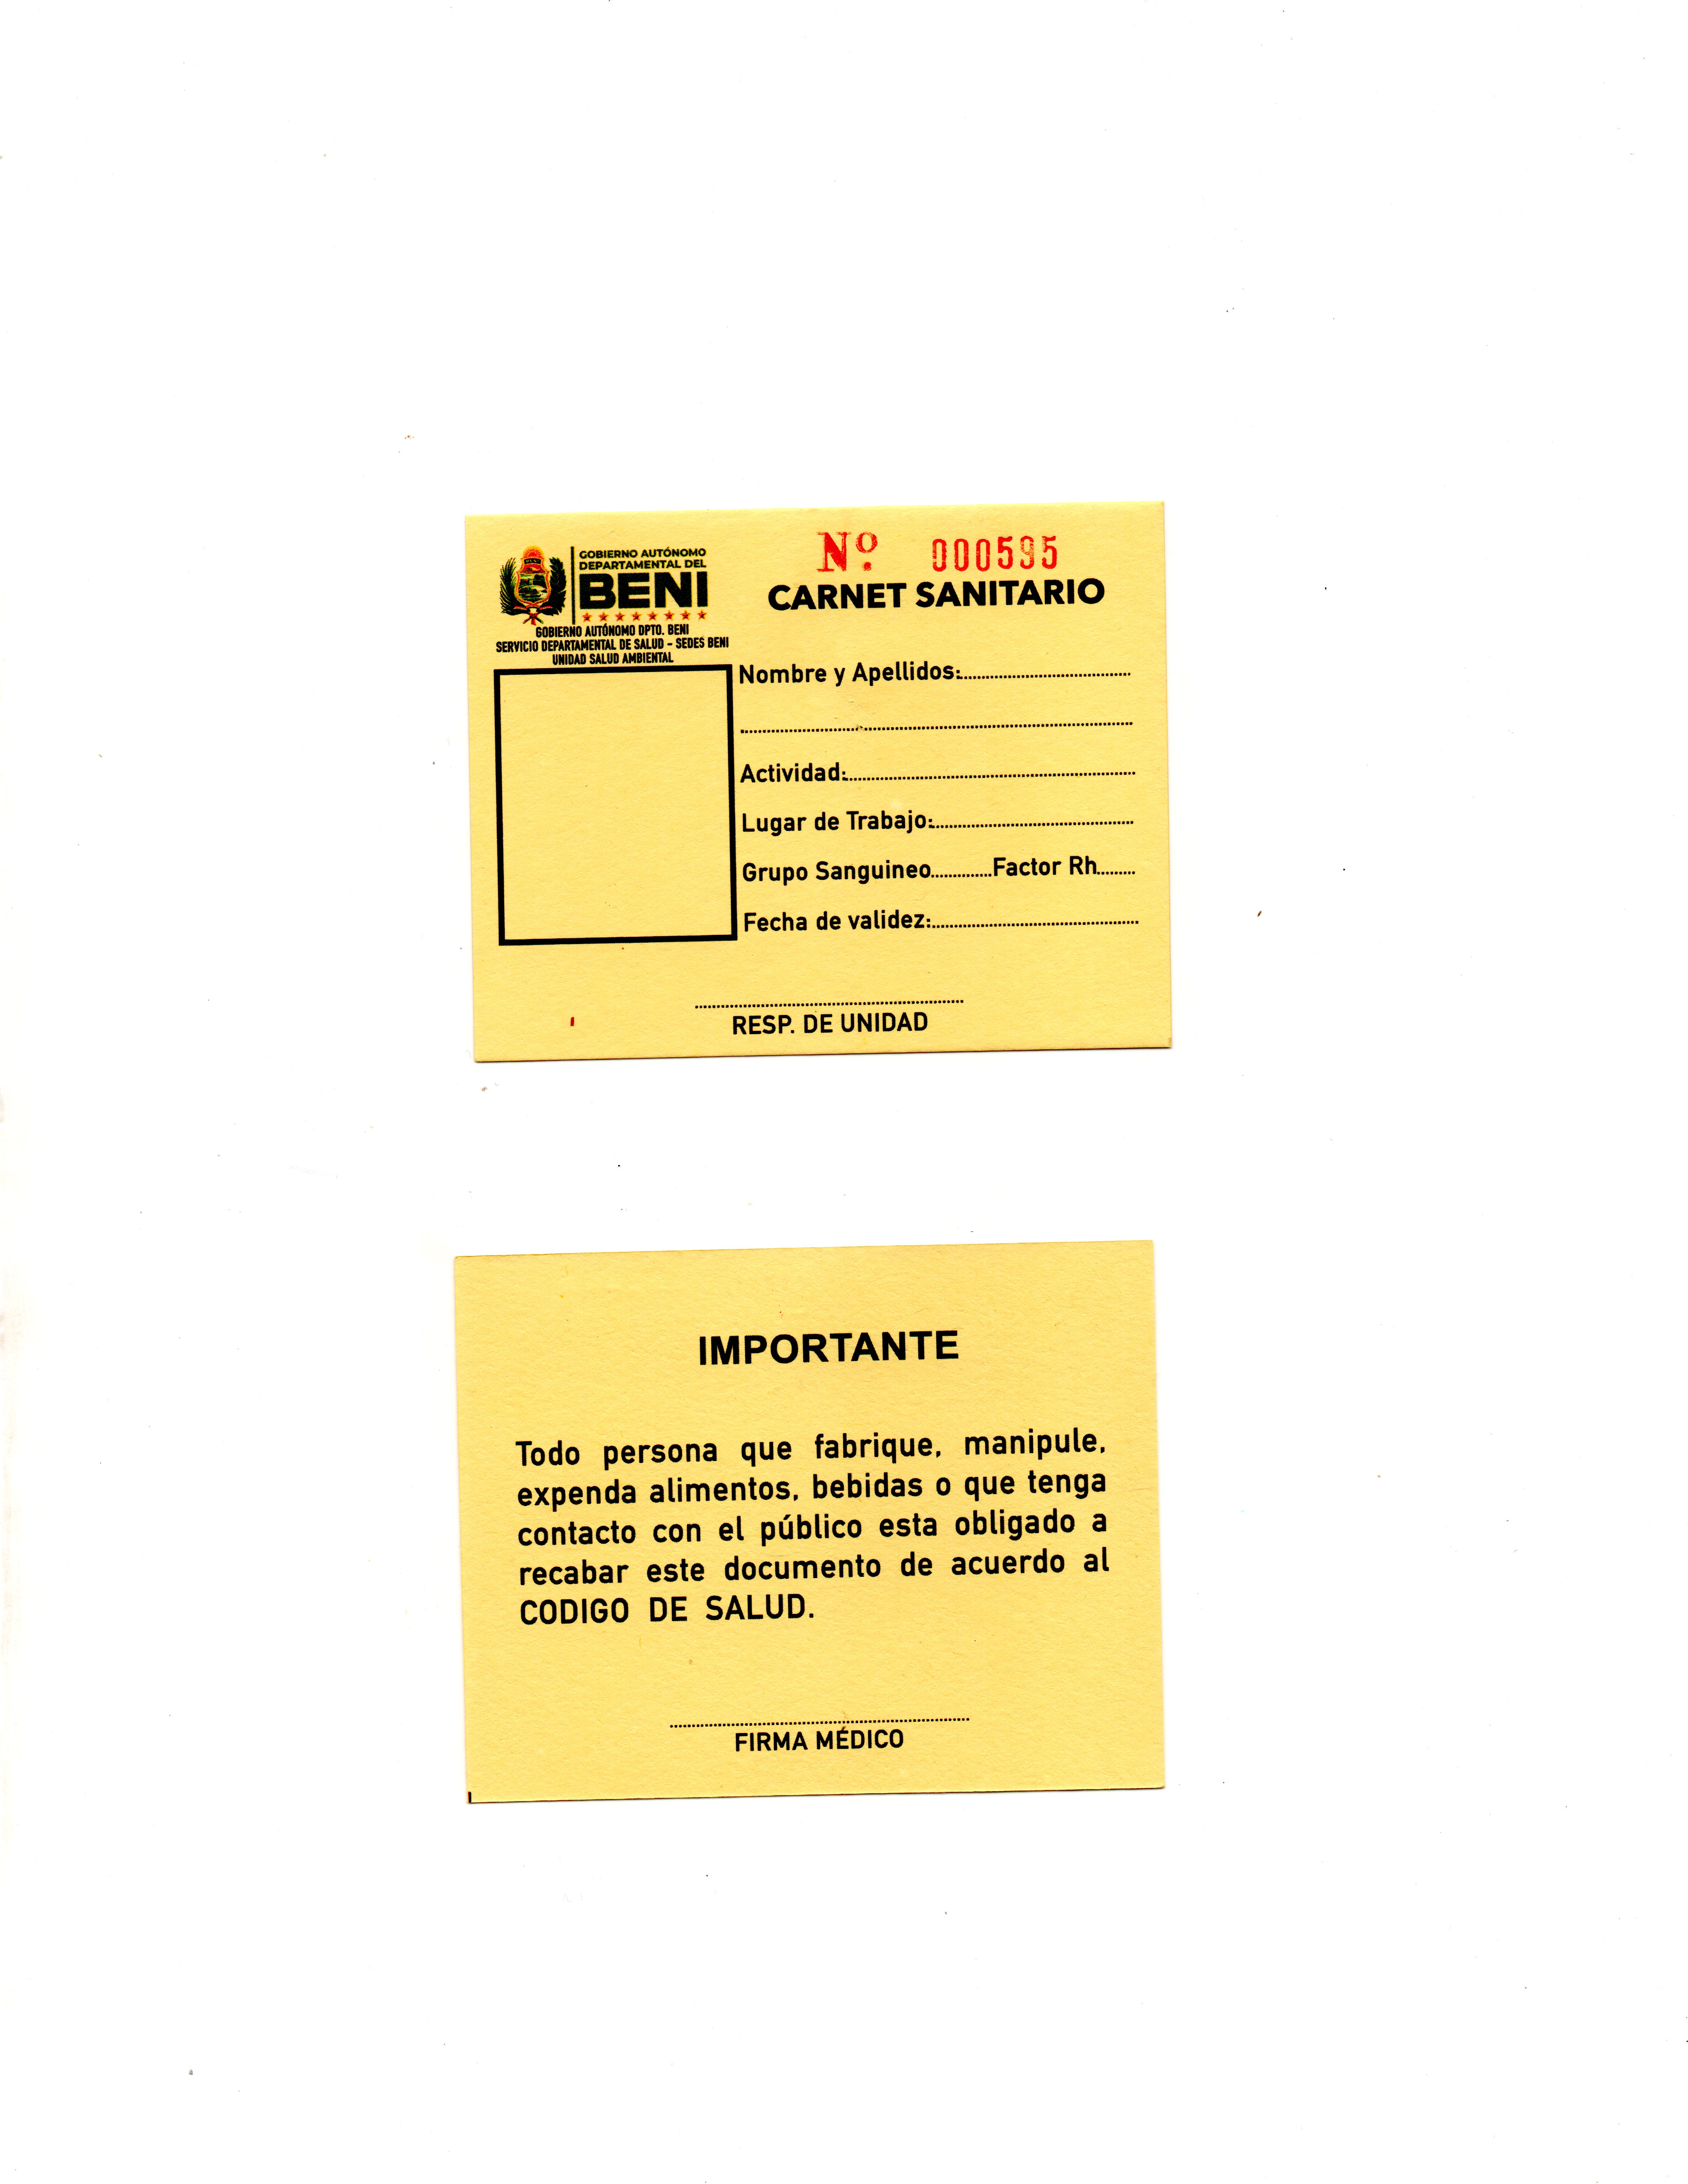 GOBIERNO AUTÓNOMO
DEPARTAMENTAL DEL
BENI
GOBIERNO AUTÓNOMO DPTO. BENI
SERVICIO DEPARTAMENTAL DE SALUD - SEDES BENI
UNIDAD SALUD AMBIENTAL
Nº. 000595
CARNET SANITARIO
Nombre y Apellidos:
Actividad:
Lugar de Trabajo:
Grupo Sanguineo Factor Rh
Fecha de validez:
RESP. DE UNIDAD
IMPORTANTE
Todo persona que fabrique, manipule,
expenda alimentos, bebidas o que tenga
contacto con el público esta obligado a
recabar este documento de acuerdo al
CODIGO DE SALUD.
FIRMA MÉDICO